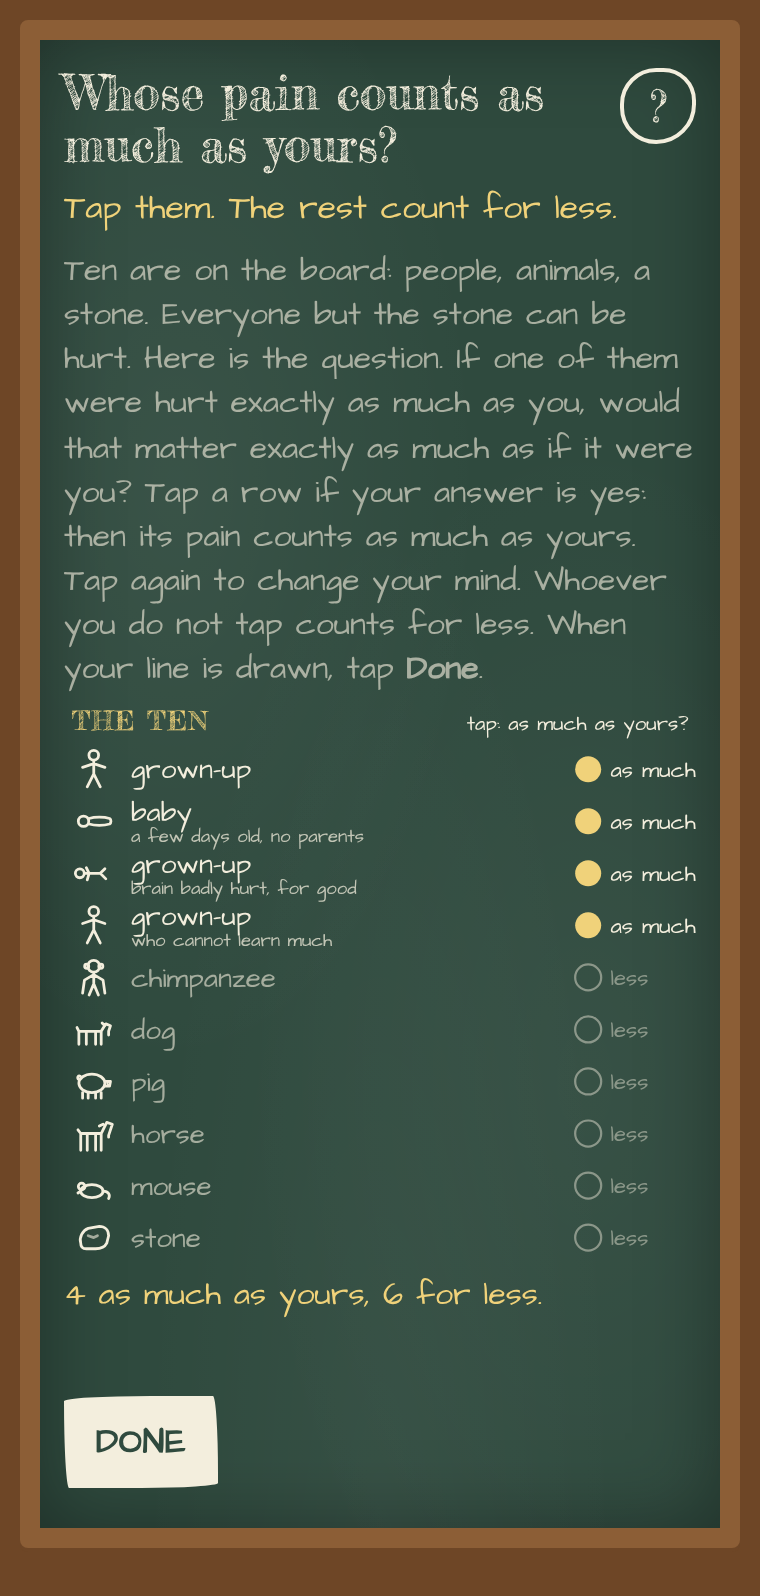 Whose pain counts as
much as yours?
?
Tap them. The rest count for less.
Ten are on the board: people, animals, a
stone. Everyone but the stone can be
hurt. Here is the question. If one of them
were hurt exactly as much as you, would
that matter exactly as much as if it were
you? Tap a row if your answer is yes:
then its pain counts as much as yours.
Tap again to change your mind. Whoever
you do not tap counts for less. When
your line is drawn, tap Done.
THE TEN tap: as much as yours?
grown-up as much
baby as much
a few days old, no parents
grown-up as much
brain badly hurt, for good
grown-up as much
who cannot learn much
chimpanzee less
dog less
pig less
horse less
mouse less
stone less
4 as much as yours, 6 for less.
DONE